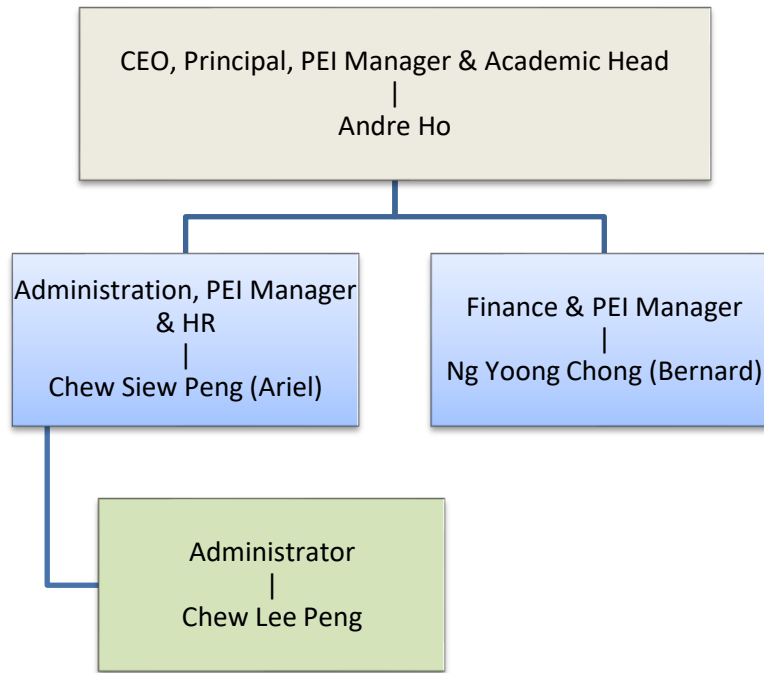 CEO, Principal, PEI Manager & Academic Head
|
Andre Ho
Administration, PEI Manager
& HR
|
Chew Siew Peng (Ariel)
Finance & PEI Manager
|
Ng Yoong Chong (Bernard)
Administrator
|
Chew Lee Peng